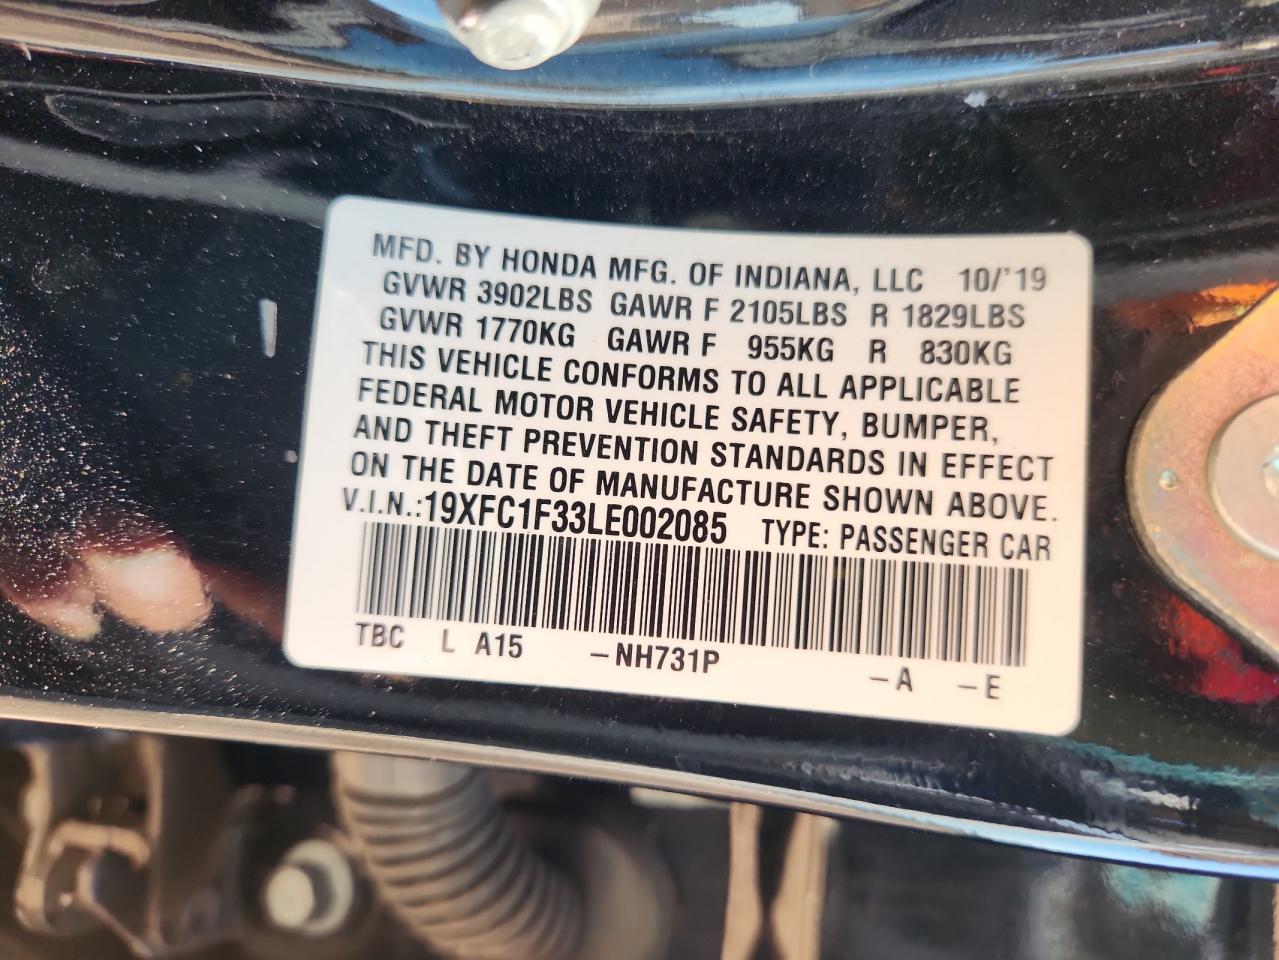 MFD. BY HONDA MFG. OF INDIANA, LLC 10/'19
GVWR 3902LBS GAWR F 2105LBS R 1829LBS
GVWR 1770KG GAWR F 955KG R 830KG
THIS VEHICLE CONFORMS TO ALL APPLICABLE
FEDERAL MOTOR VEHICLE SAFETY, BUMPER,
AND THEFT PREVENTION STANDARDS IN EFFECT
ON THE DATE OF MANUFACTURE SHOWN ABOVE.
V.I.N.:19XFC1F33LE002085 TYPE: PASSENGER CAR
TBC L A15 –NH731P –A –E